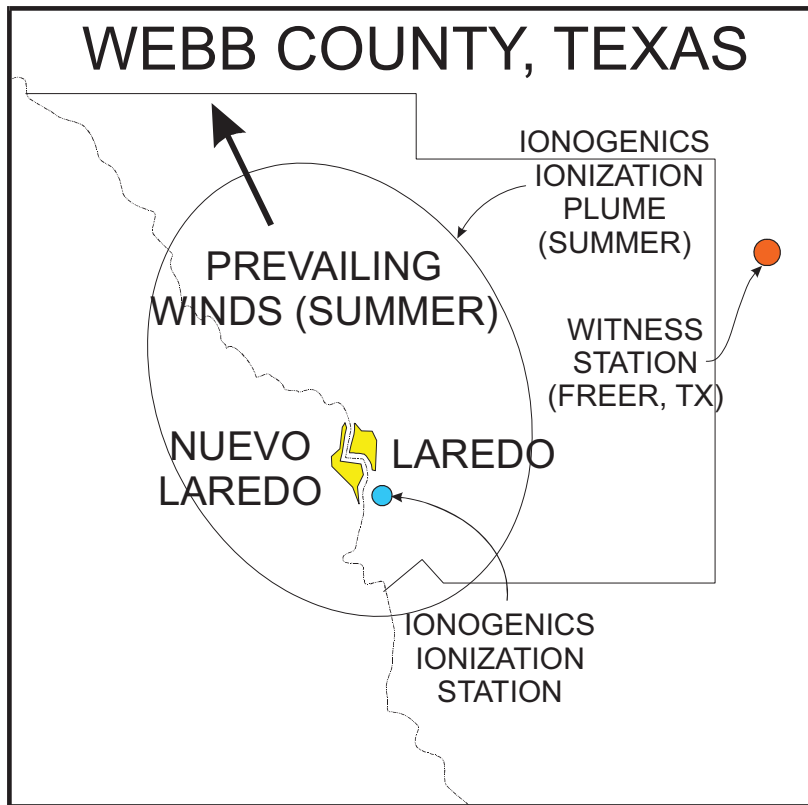 WEBB COUNTY, TEXAS
IONOGENICS
IONIZATION
PLUME
(SUMMER)
PREVAILING
WINDS (SUMMER)
WITNESS
STATION
(FREER, TX)
NUEVO
LAREDO
LAREDO
IONOGENICS
IONIZATION
STATION